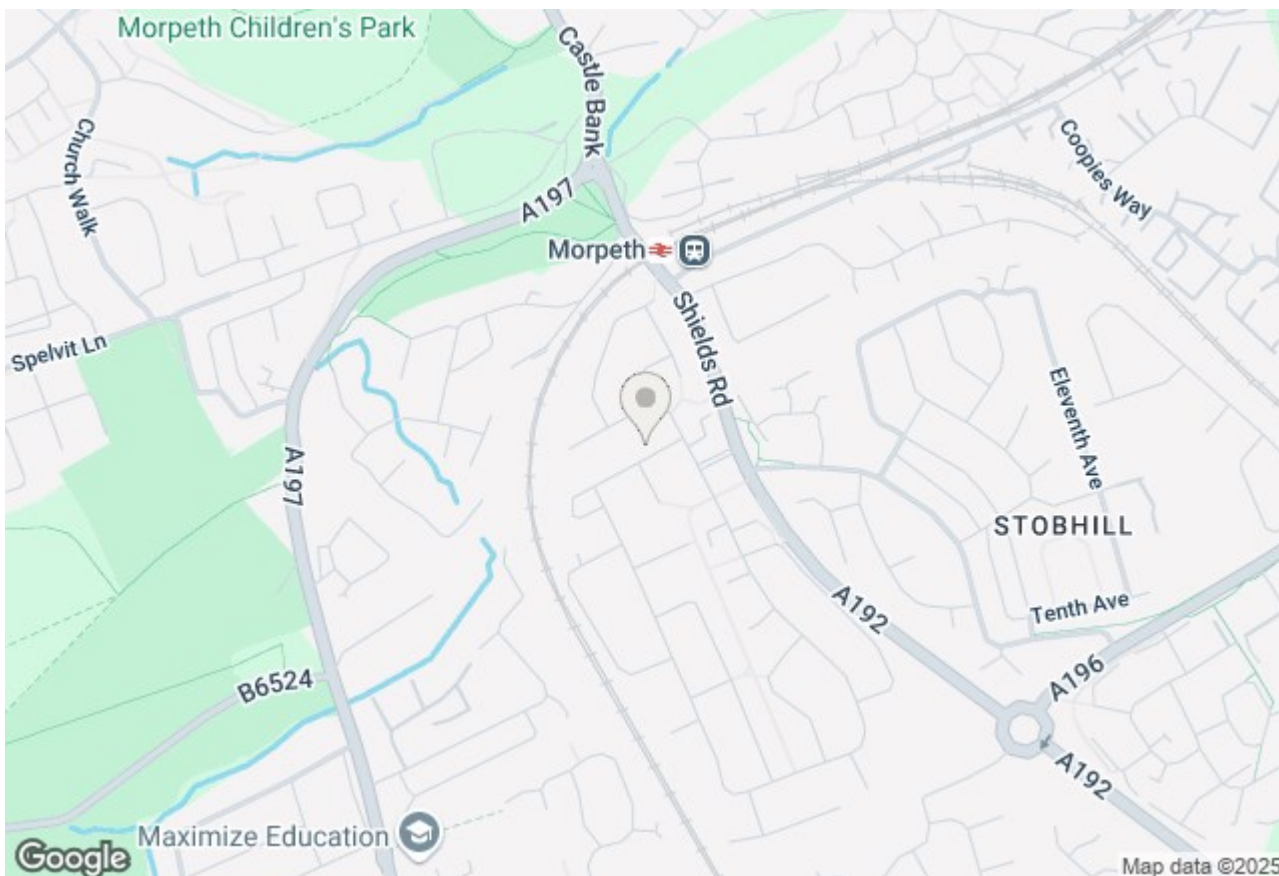 Morpeth Children's Park
Castle Bank
Church Walk
Coopies Way
A197
Morpeth
Shields Rd
Spelvit Ln
Eleventh Ave
A197
STOBHILL
A192
Tenth Ave
B6524
A196
A192
Maximize Education
Google
Map data ©2025